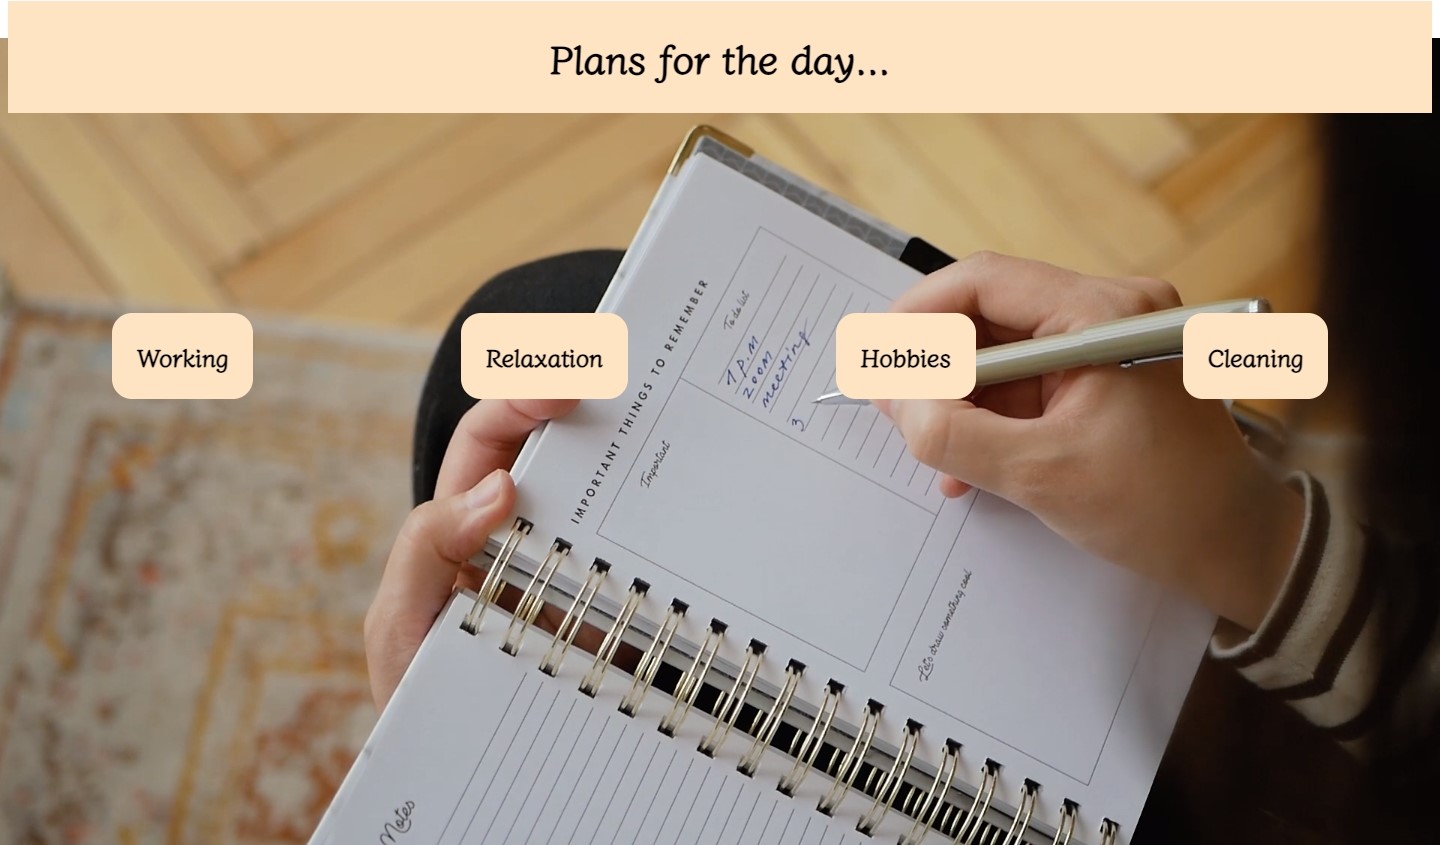 Plans for the day...
Working
Relaxation
Hobbies
Cleaning
IMPORTANT THINGS TO REMEMBER
To do list
1 P.M
zoom
meeting
3
Important
Let's draw something cool
Notes